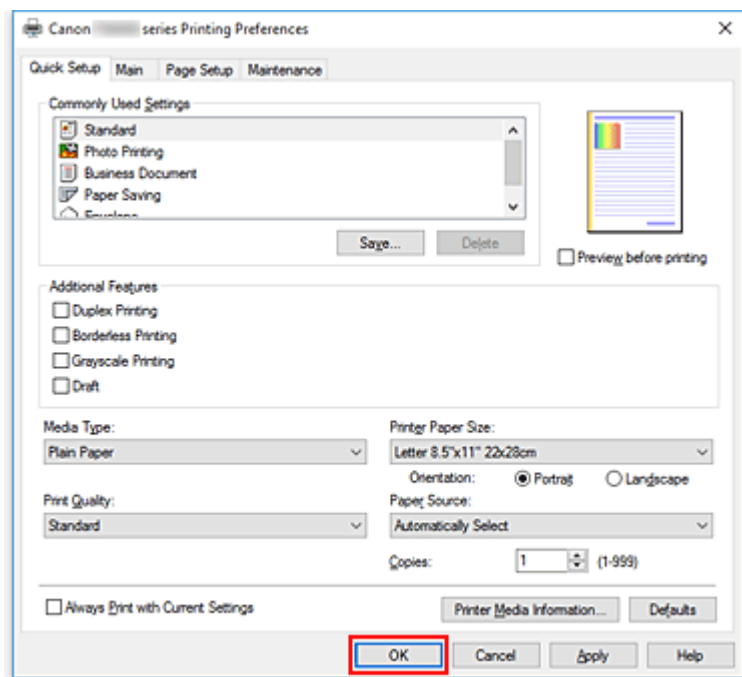 Canon series Printing Preferences
Quick Setup Main Page Setup Maintenance
Commonly Used Settings
Standard
Photo Printing
Business Document
Paper Saving
Envelope
Save... Delete
Preview before printing
Additional Features
Duplex Printing
Borderless Printing
Grayscale Printing
Draft
Media Type: Printer Paper Size:
Plain Paper Letter 8.5"x11" 22x28cm
Orientation: Portrait Landscape
Print Quality: Paper Source:
Standard Automatically Select
Copies: 1 (1-999)
Always Print with Current Settings Printer Media Information... Defaults
OK Cancel Apply Help